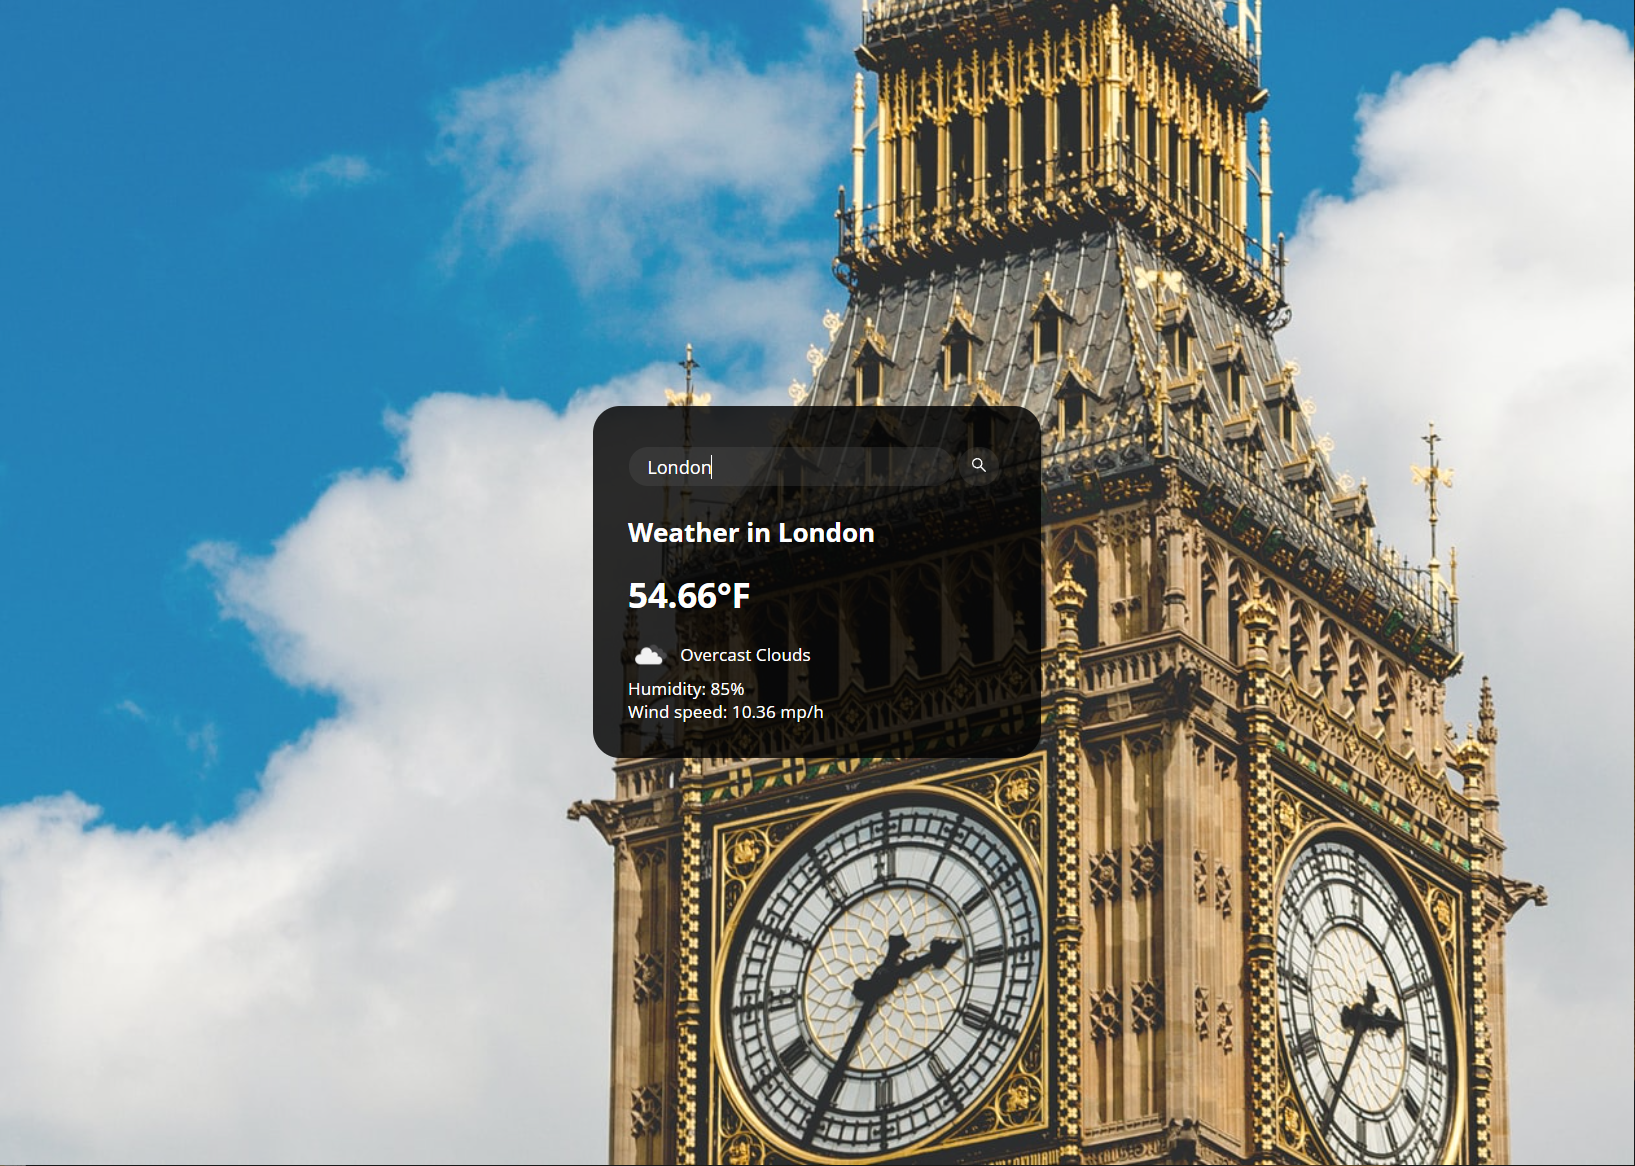 London
Weather in London
54.66°F
Overcast Clouds
Humidity: 85%
Wind speed: 10.36 mp/h